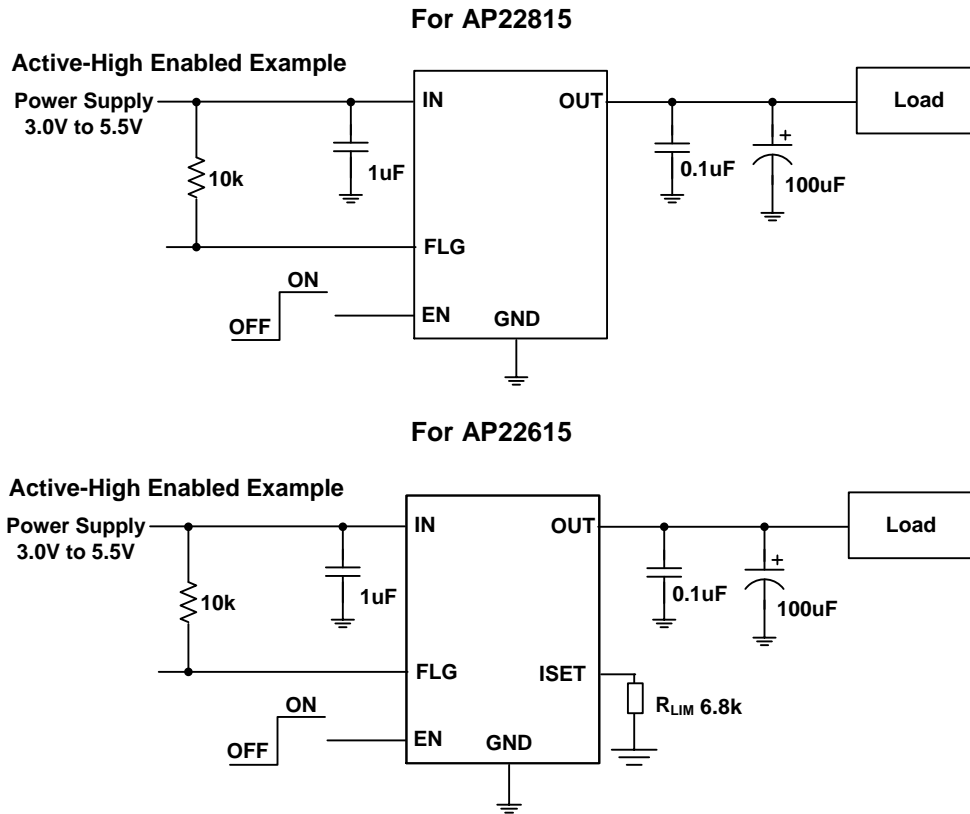 For AP22815
Active-High Enabled Example
Power Supply
3.0V to 5.5V
IN
OUT
Load
10k
1uF
0.1uF
+
100uF
FLG
ON
OFF
EN
GND
For AP22615
Active-High Enabled Example
Power Supply
3.0V to 5.5V
IN
OUT
Load
10k
1uF
0.1uF
+
100uF
FLG
ISET
RLIM 6.8k
ON
OFF
EN
GND